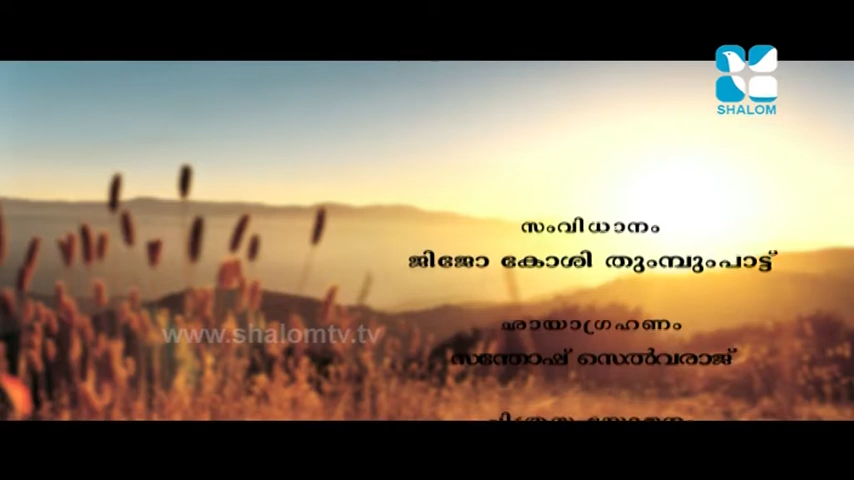 SHALOM
സംവിധാനം
ജിജോ കോശി തുംമ്പുംപാട്ട്
ഛായാഗ്രഹണം
www.shalomtv.tv
സന്തോഷ് സെൽവരാജ്